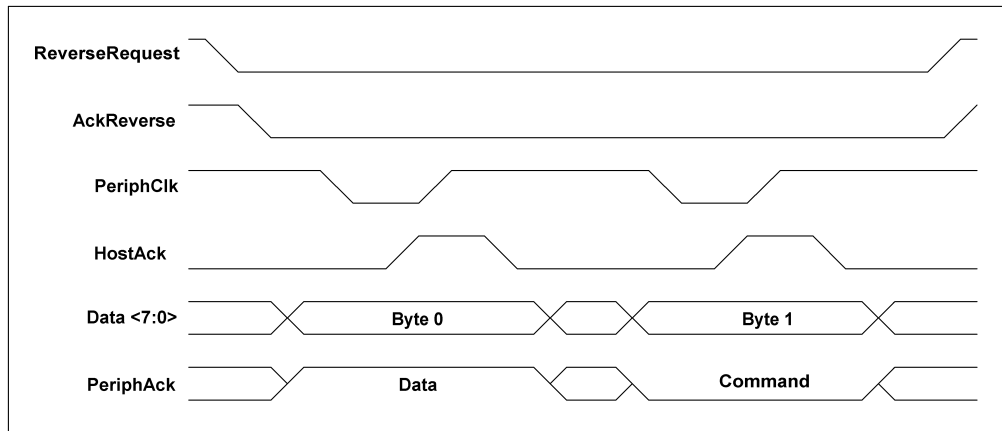 ReverseRequest
AckReverse
PeriphClk
HostAck
Data <7:0>
Byte 0
Byte 1
PeriphAck
Data
Command